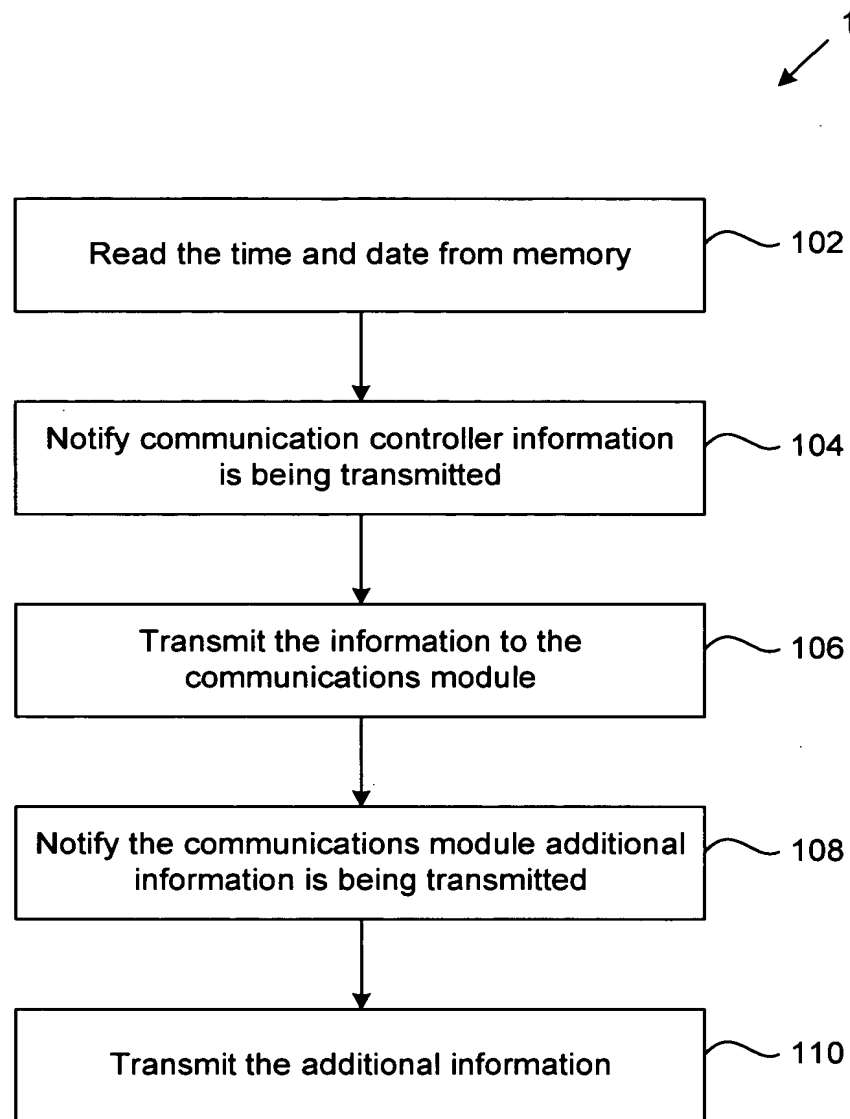 Read the time and date from memory
102
Notify communication controller information
is being transmitted
104
Transmit the information to the
communications module
106
Notify the communications module additional
information is being transmitted
108
Transmit the additional information
110